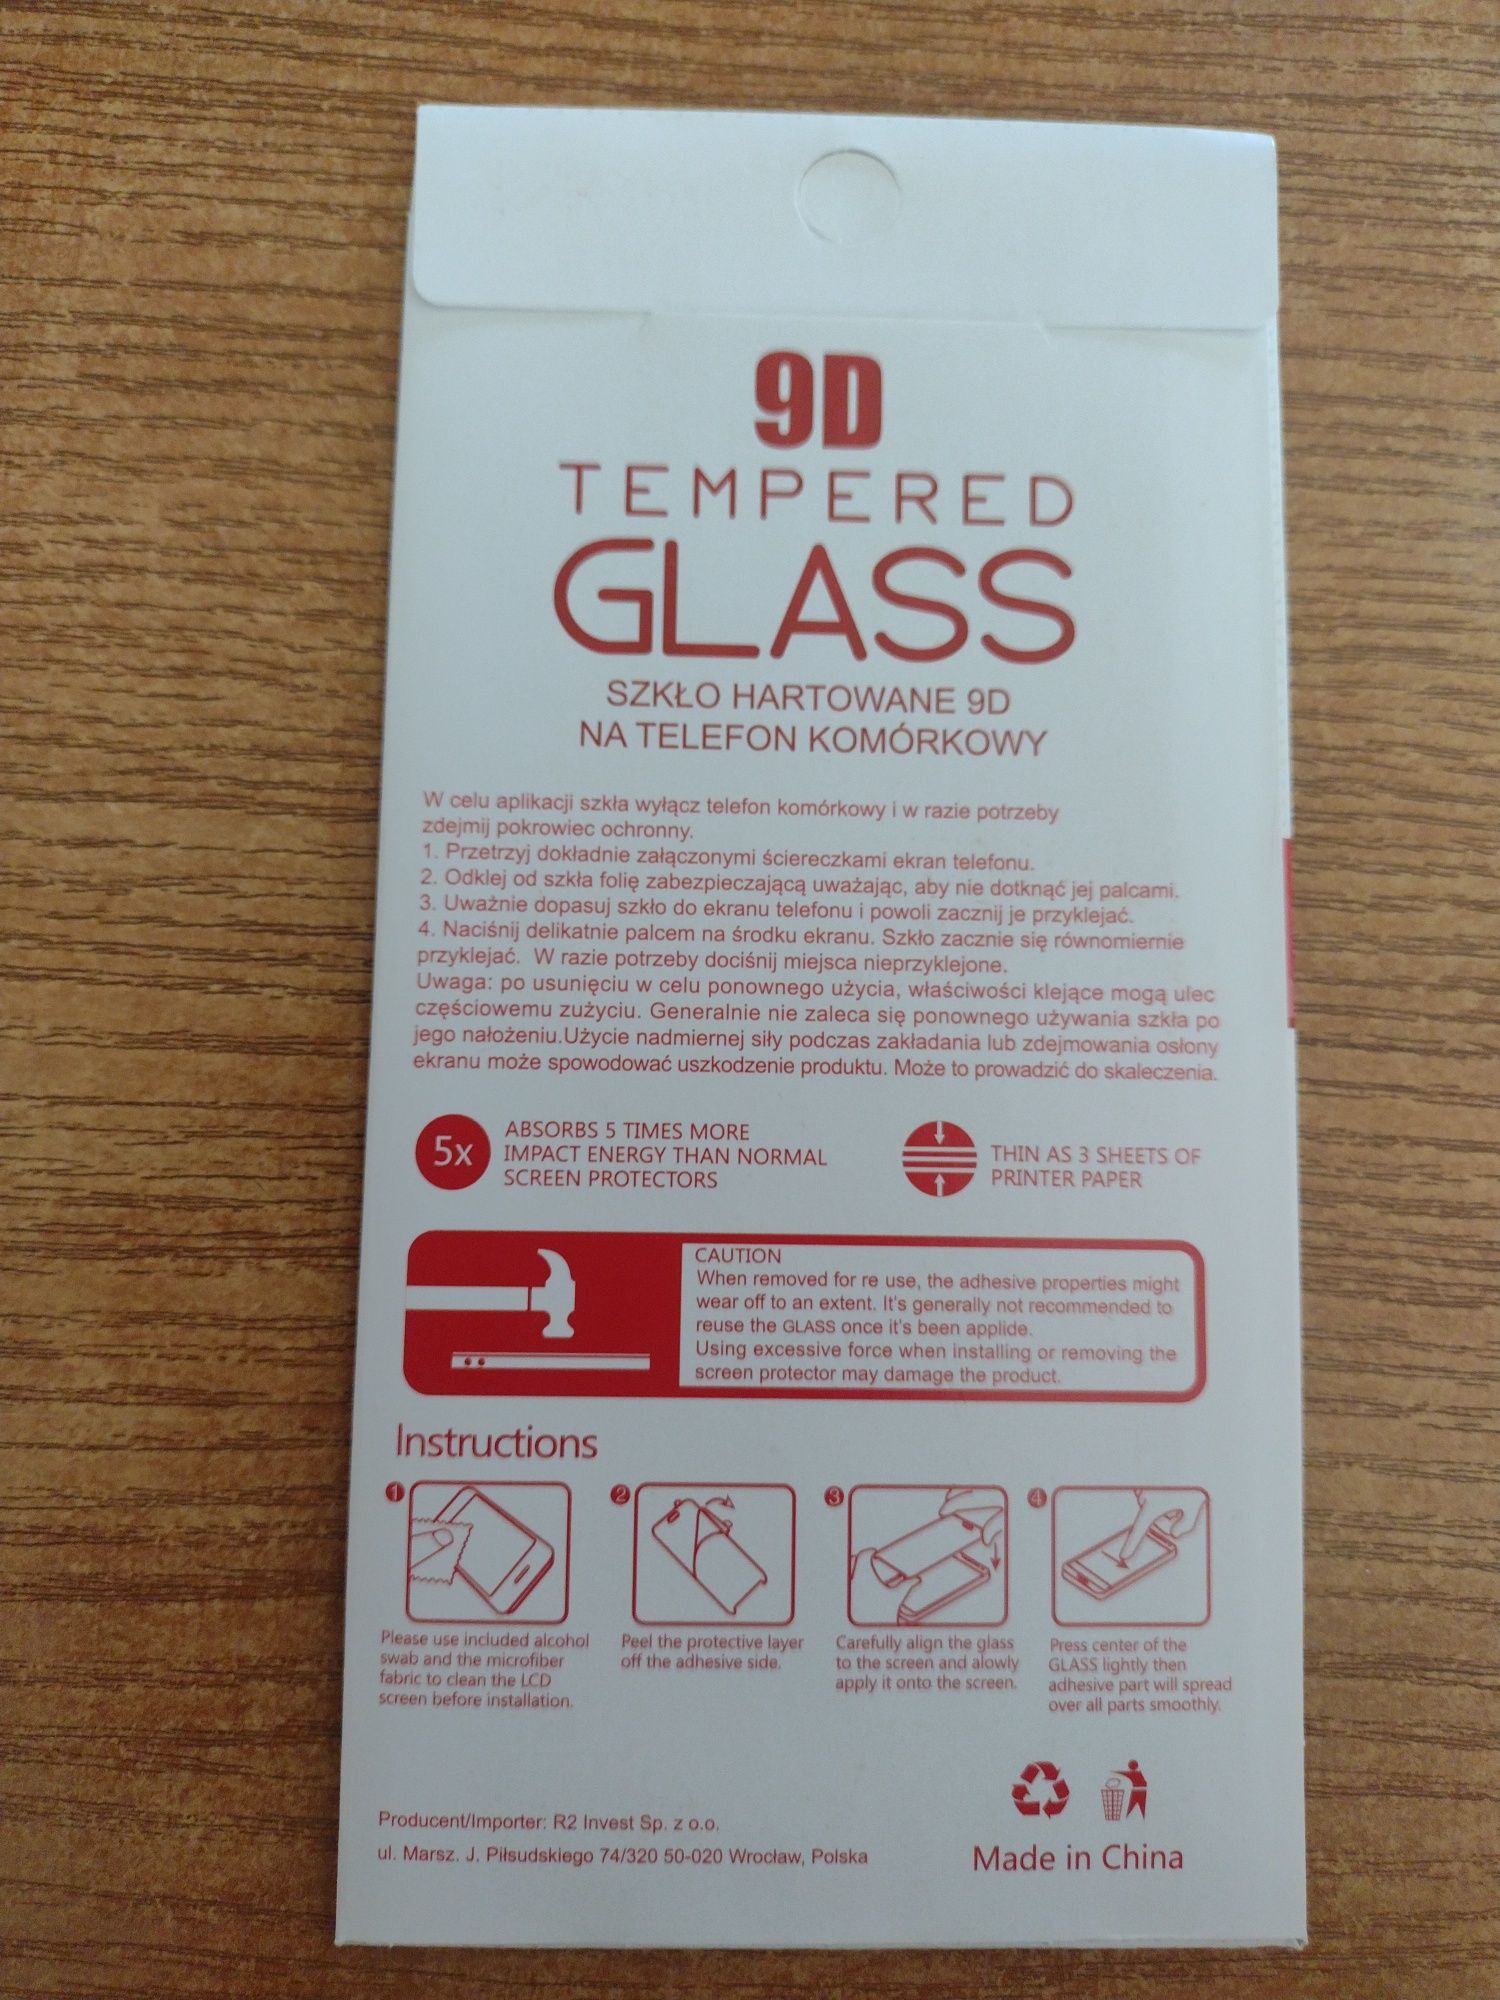 9D
TEMPERED
GLASS
SZKŁO HARTOWANE 9D
NA TELEFON KOMÓRKOWY
W celu aplikacji szkła wyłącz telefon komórkowy i w razie potrzeby
zdejmij pokrowiec ochronny.
1. Przetrzyj dokładnie załączonymi ściereczkami ekran telefonu.
2. Odklej od szkła folię zabezpieczającą uważając, aby nie dotknąć jej palcami.
3. Uważnie dopasuj szkło do ekranu telefonu i powoli zacznij je przyklejać.
4. Naciśnij delikatnie palcem na środku ekranu. Szkło zacznie się równomiernie
przyklejać. W razie potrzeby dociśnij miejsca nieprzyklejone.
Uwaga: po usunięciu w celu ponownego użycia, właściwości klejące mogą ulec
częściowemu zużyciu. Generalnie nie zaleca się ponownego używania szkła po
jego nałożeniu.Użycie nadmiernej siły podczas zakładania lub zdejmowania osłony
ekranu może spowodować uszkodzenie produktu. Może to prowadzić do skaleczenia.
5x
ABSORBS 5 TIMES MORE
IMPACT ENERGY THAN NORMAL
SCREEN PROTECTORS
THIN AS 3 SHEETS OF
PRINTER PAPER
CAUTION
When removed for re use, the adhesive properties might
wear off to an extent. It's generally not recommended to
reuse the GLASS once it's been applide.
Using excessive force when installing or removing the
screen protector may damage the product.
Instructions
1
Please use included alcohol
swab and the microfiber
fabric to clean the LCD
screen before installation.
2
Peel the protective layer
off the adhesive side.
3
Carefully align the glass
to the screen and alowly
apply it onto the screen.
4
Press center of the
GLASS lightly then
adhesive part will spread
over all parts smoothly.
Producent/Importer: R2 Invest Sp. z o.o.
ul. Marsz. J. Piłsudskiego 74/320 50-020 Wrocław, Polska
Made in China